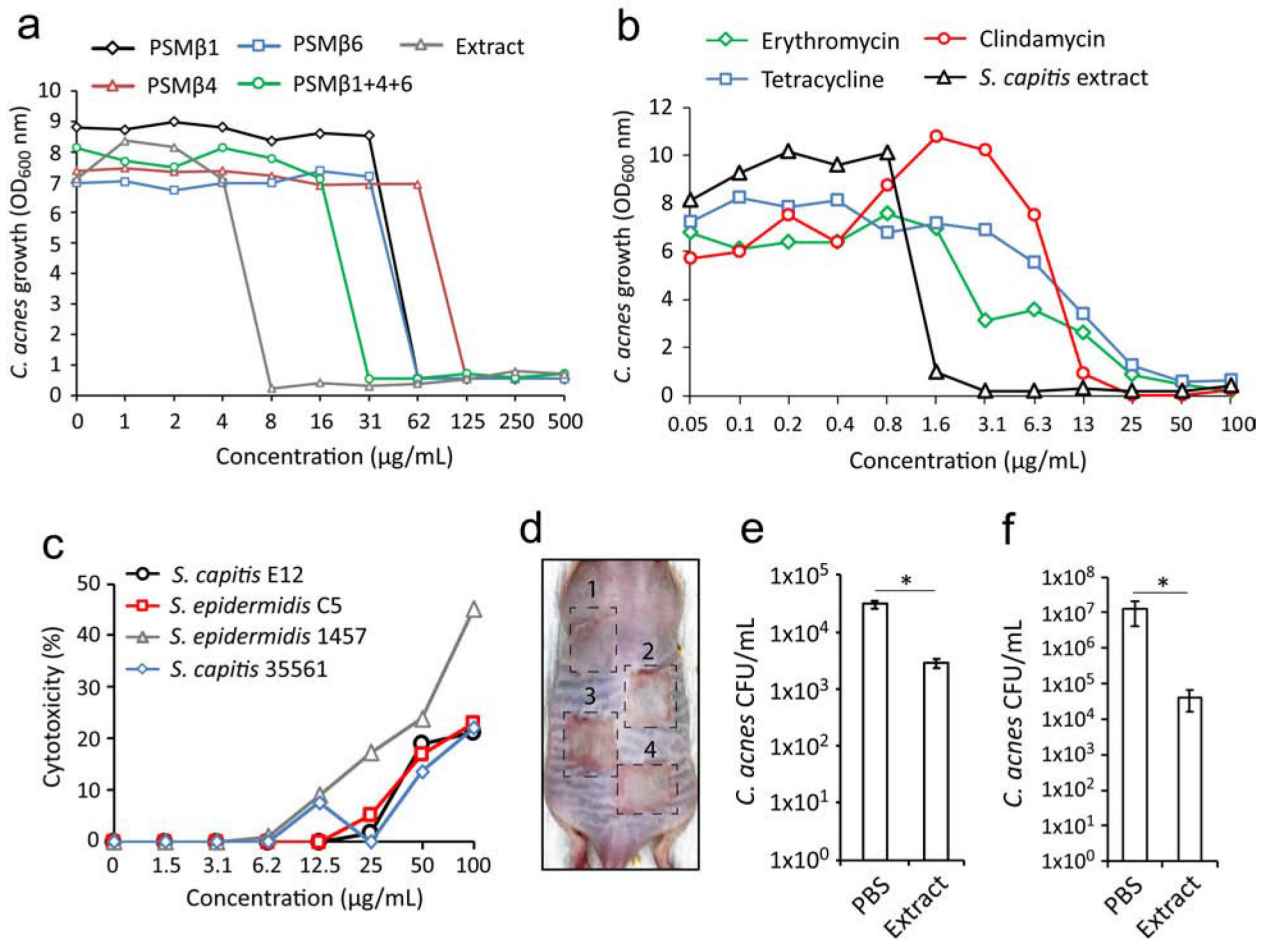 a
PSMβ1 PSMβ6 Extract
PSMβ4 PSMβ1+4+6
10
9
8
7
6
5
4
3
2
1
0
C. acnes growth (OD600 nm)
0 1 2 4 8 16 31 62 125 250 500
Concentration (µg/mL)
b
Erythromycin Clindamycin
Tetracycline S. capitis extract
12
10
8
6
4
2
0
C. acnes growth (OD600 nm)
0.05 0.1 0.2 0.4 0.8 1.6 3.1 6.3 13 25 50 100
Concentration (µg/mL)
c
S. capitis E12
S. epidermidis C5
S. epidermidis 1457
S. capitis 35561
50
40
30
20
10
0
Cytotoxicity (%)
0 1.5 3.1 6.2 12.5 25 50 100
Concentration (µg/mL)
d
1
2
3
4
e
*
1x10^5
1x10^4
1x10^3
1x10^2
1x10^1
1x10^0
C. acnes CFU/mL
PBS Extract
f
*
1x10^8
1x10^7
1x10^6
1x10^5
1x10^4
1x10^3
1x10^2
1x10^1
1x10^0
C. acnes CFU/mL
PBS Extract